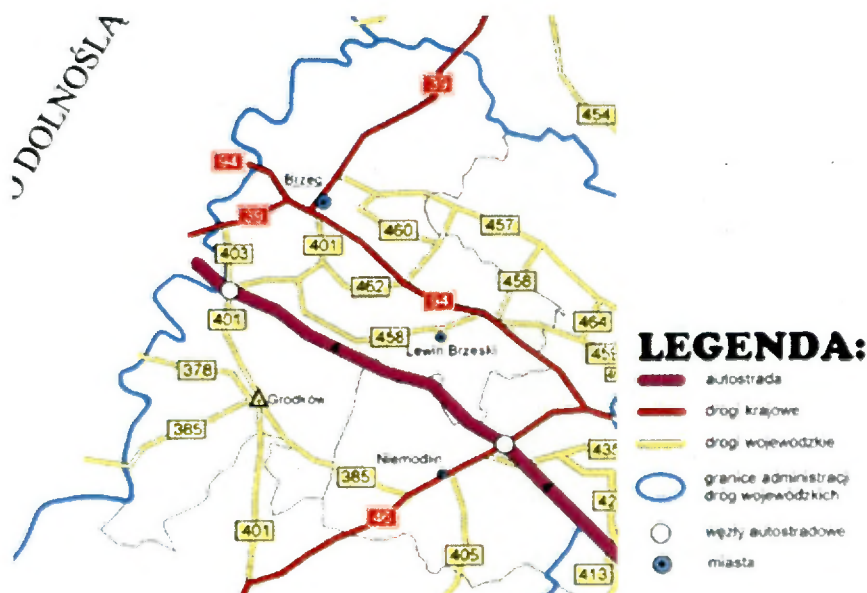 O DOLNOŚLĄ
39
454
94
Brzeg
39
403
401
460
457
462
458
401
94
464
458
Lewin Brzeski
459
378
Grodków
385
435
Niemodlin
385
46
401
405
413
LEGENDA:
autostrada
drogi krajowe
drogi wojewódzkie
granice administracji
dróg wojewódzkich
węzły autostradowe
miasta